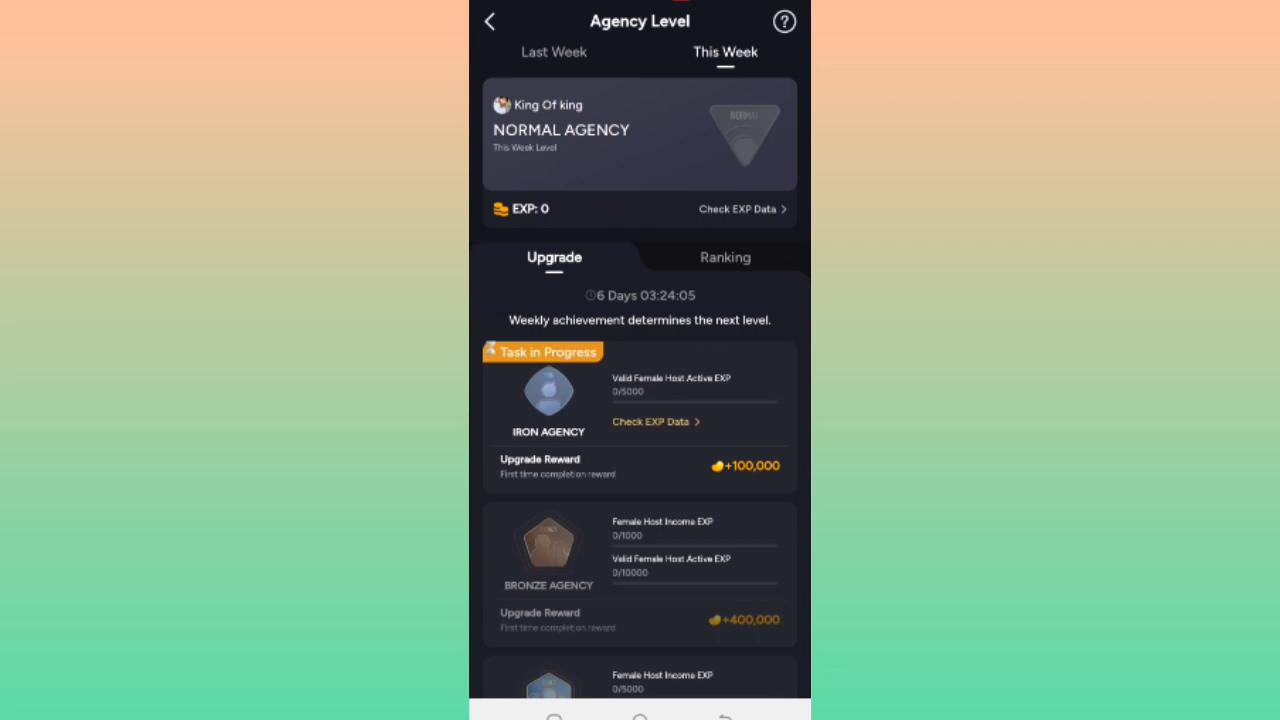 Agency Level
?
Last Week
This Week
King Of king
NORMAL AGENCY
This Week Level
NORMAL
EXP: 0
Check EXP Data >
Upgrade
Ranking
6 Days 03:24:05
Weekly achievement determines the next level.
Task in Progress
Valid Female Host Active EXP
0/5000
Check EXP Data >
IRON AGENCY
Upgrade Reward
First time completion reward
+100,000
Female Host Income EXP
0/1000
Valid Female Host Active EXP
0/10000
BRONZE AGENCY
Upgrade Reward
First time completion reward
+400,000
Female Host Income EXP
0/5000